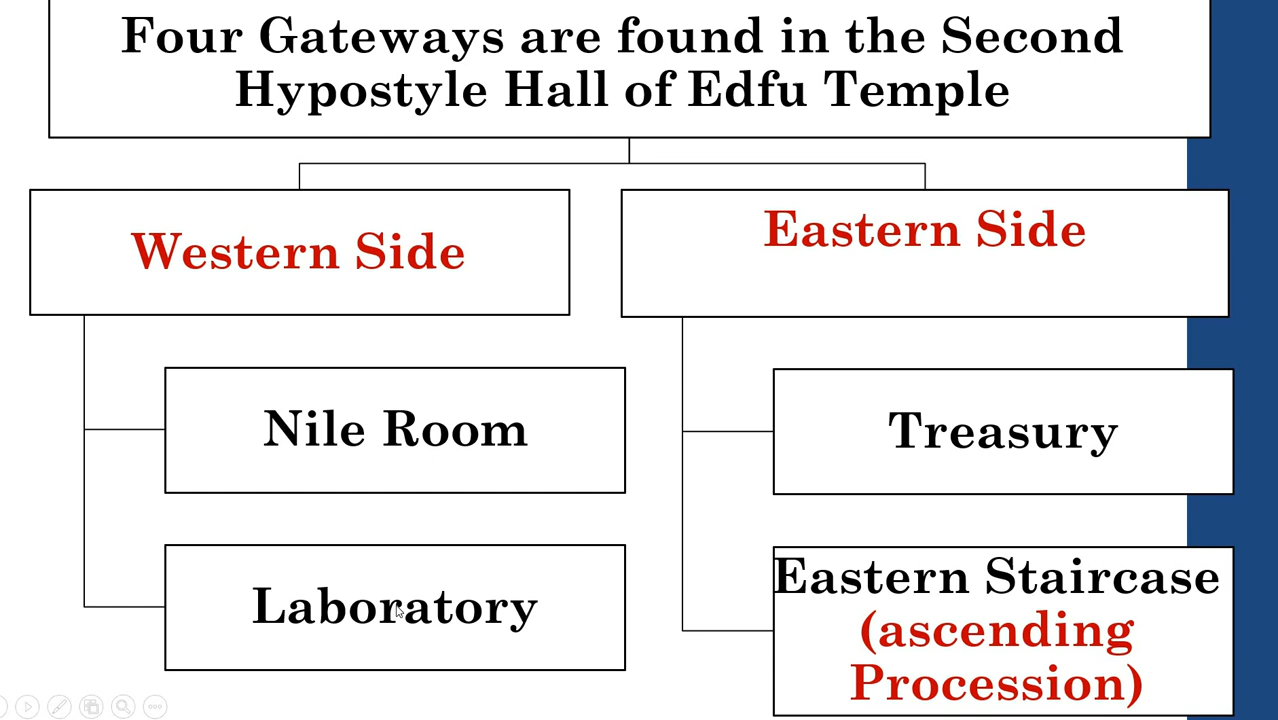 Four Gateways are found in the Second
Hypostyle Hall of Edfu Temple
Western Side
Eastern Side
Nile Room
Treasury
Laboratory
Eastern Staircase
(ascending
Procession)